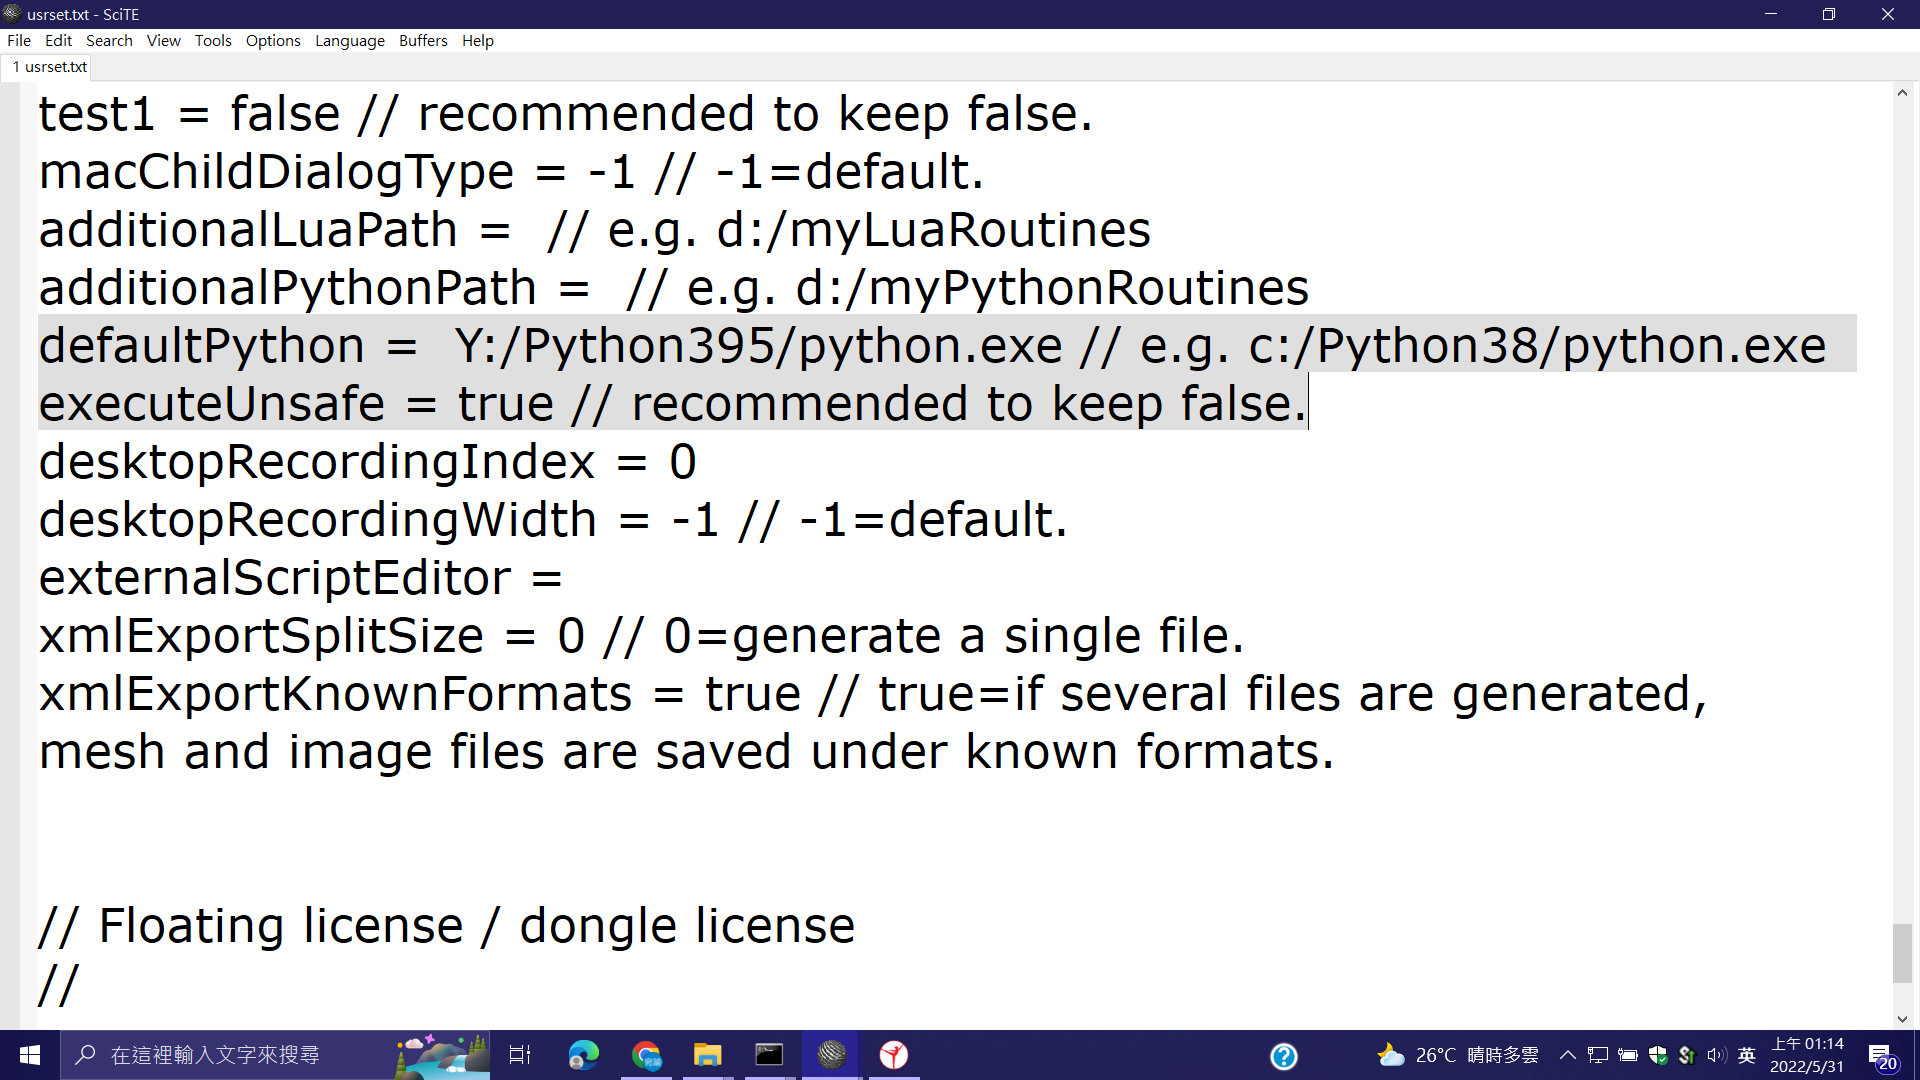 usrset.txt - SciTE
File Edit Search View Tools Options Language Buffers Help
1 usrset.txt
test1 = false // recommended to keep false.
macChildDialogType = -1 // -1=default.
additionalLuaPath =  // e.g. d:/myLuaRoutines
additionalPythonPath =  // e.g. d:/myPythonRoutines
defaultPython =  Y:/Python395/python.exe // e.g. c:/Python38/python.exe
executeUnsafe = true // recommended to keep false.
desktopRecordingIndex = 0
desktopRecordingWidth = -1 // -1=default.
externalScriptEditor =
xmlExportSplitSize = 0 // 0=generate a single file.
xmlExportKnownFormats = true // true=if several files are generated,
mesh and image files are saved under known formats.
// Floating license / dongle license
//
在這裡輸入文字來搜尋
26°C 晴時多雲
英
上午 01:14
2022/5/31
20